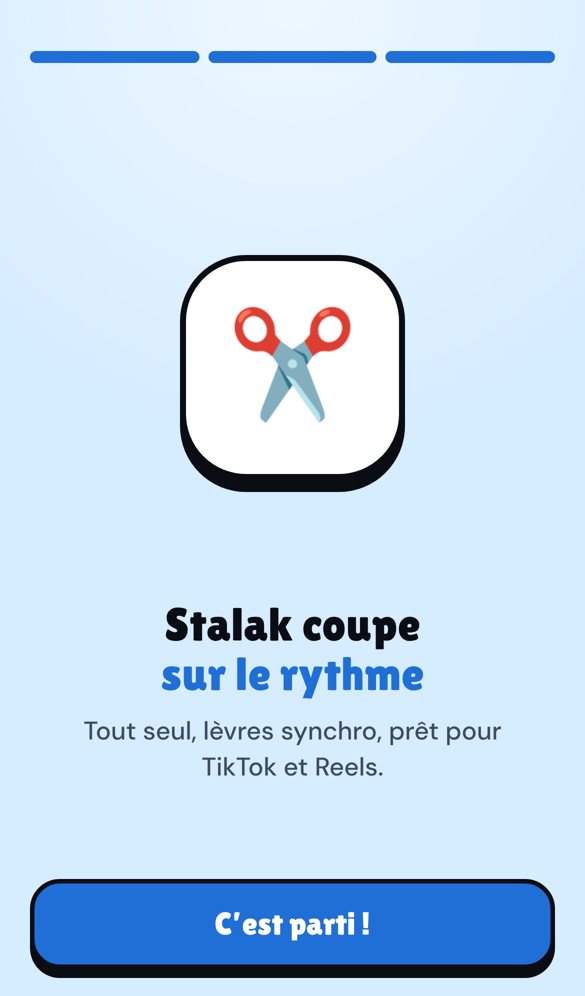 Stalak coupe
sur le rythme
Tout seul, lèvres synchro, prêt pour
TikTok et Reels.
C'est parti !